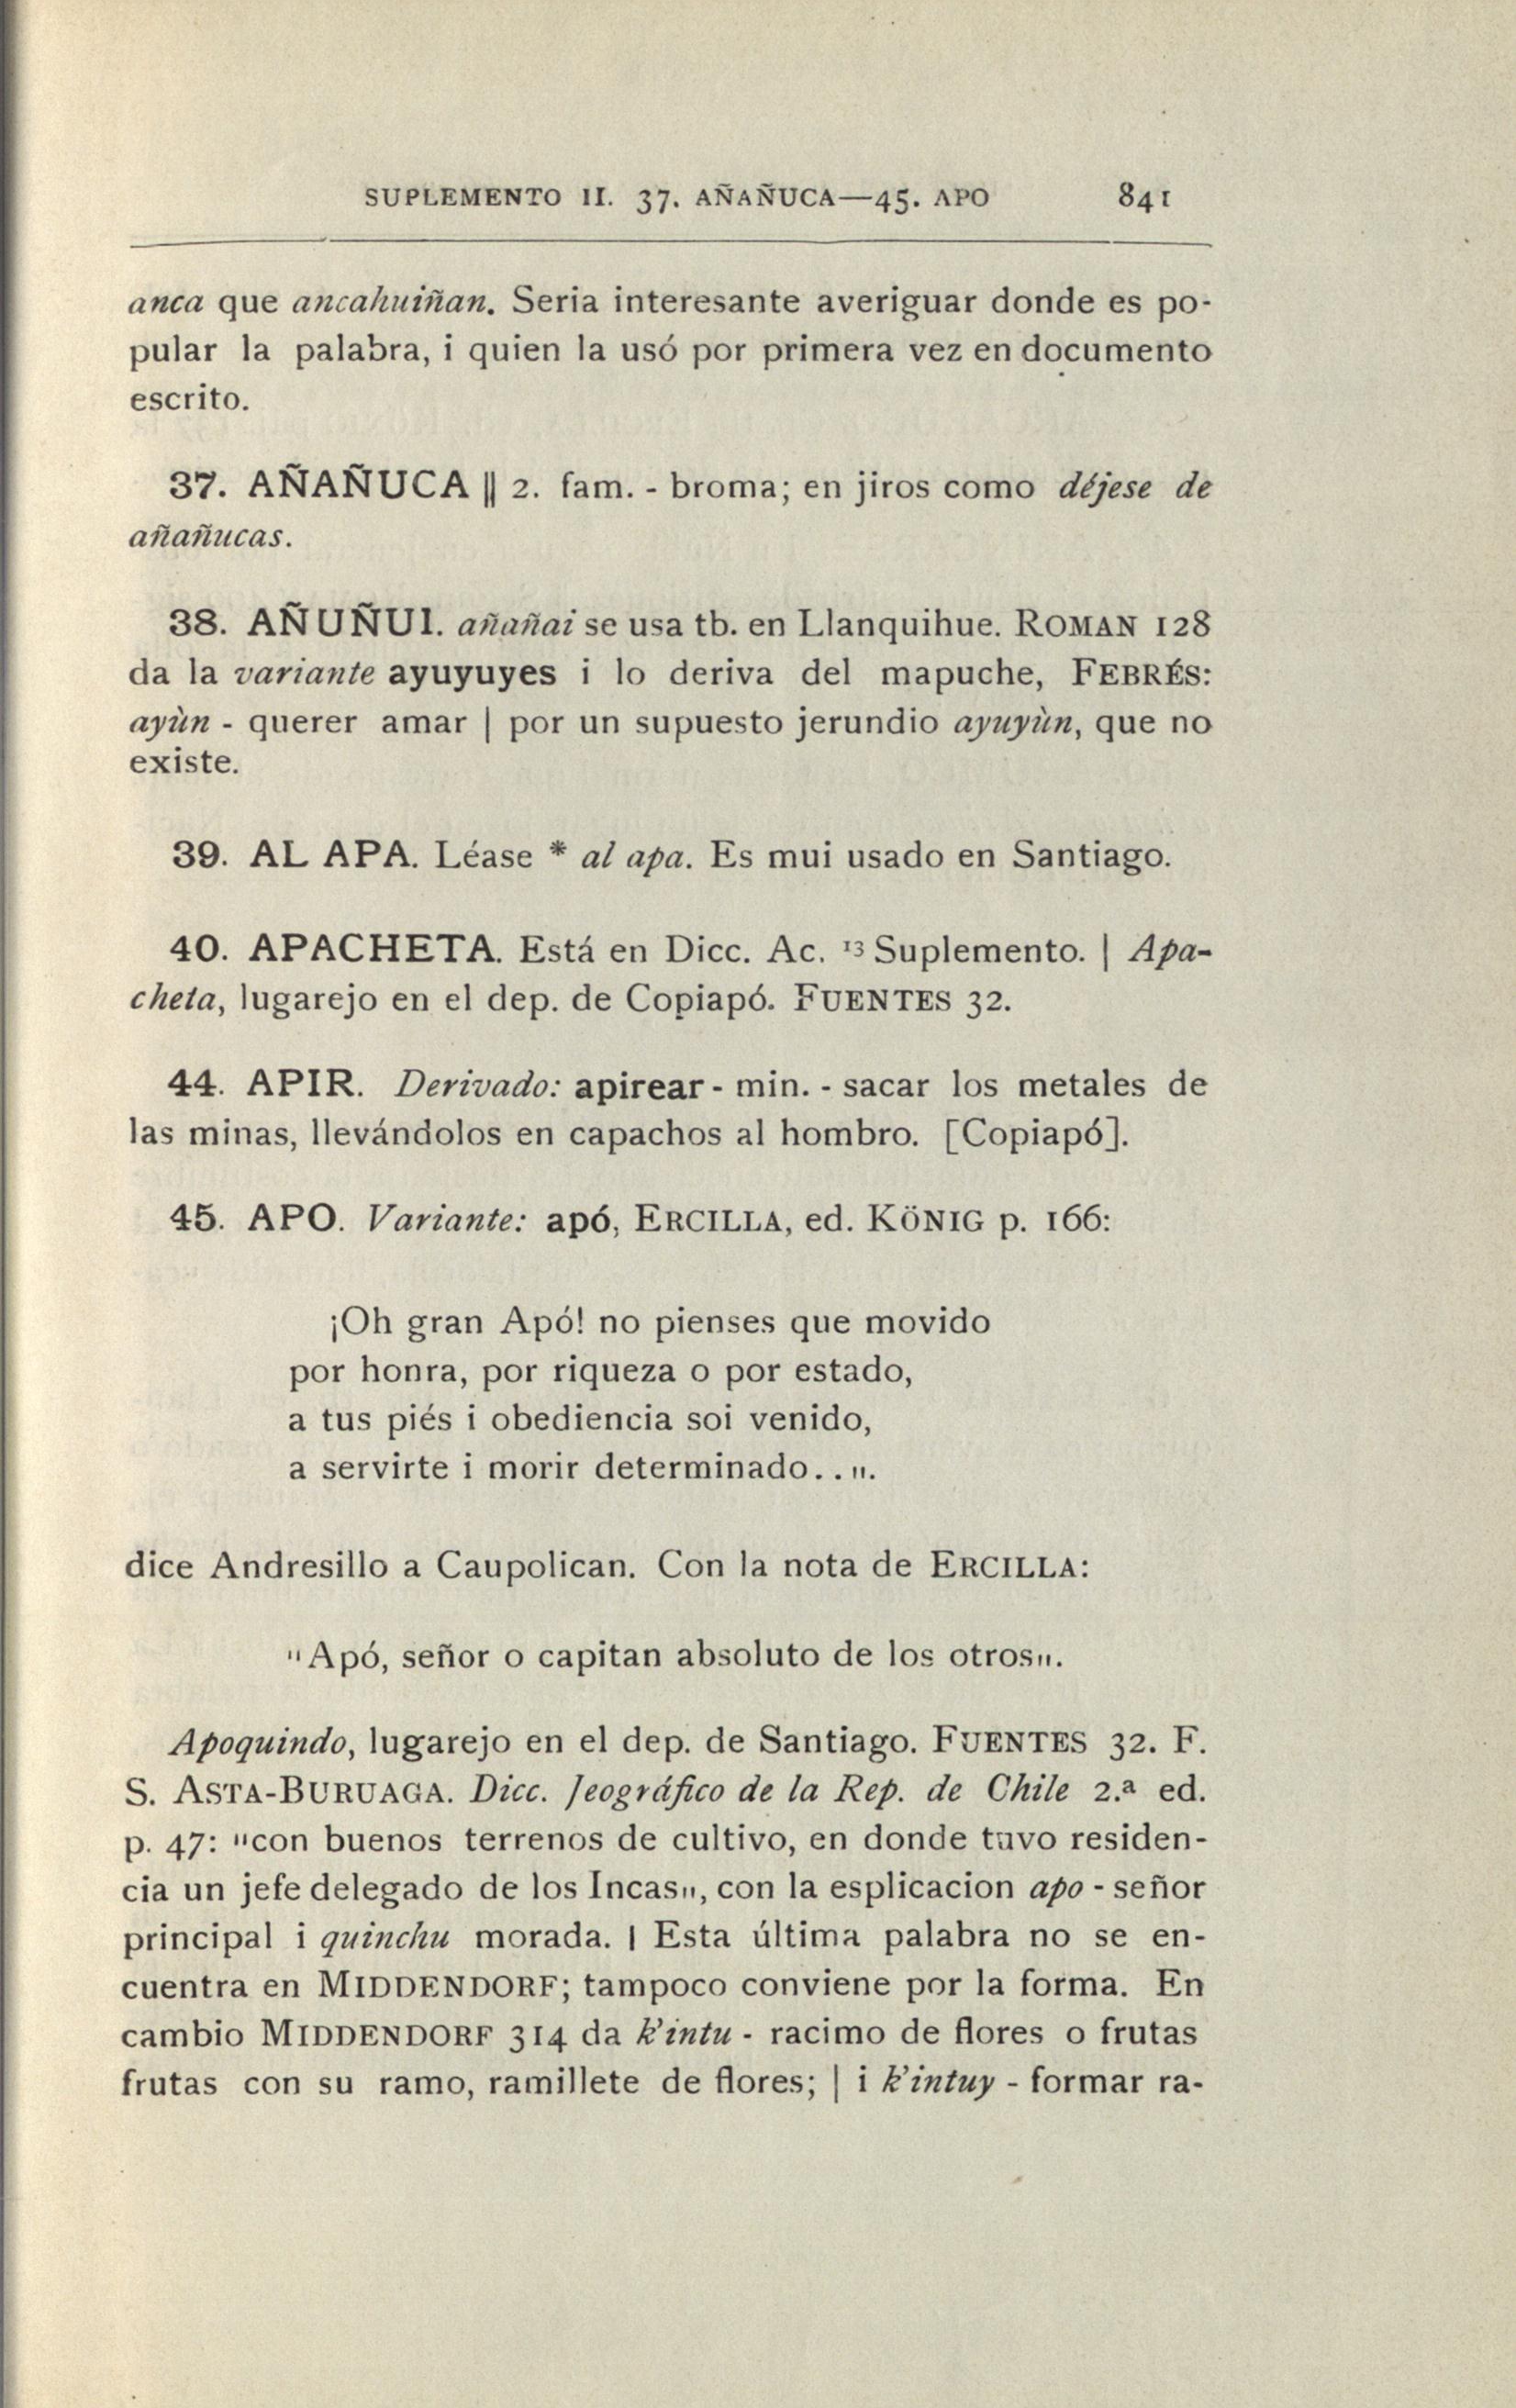 SUPLEMENTO II. 37. AÑAÑUCA—45. APO 841
anca que ancahuiñan. Seria interesante averiguar donde es po-
pular la palabra, i quien la usó por primera vez en documento
escrito.
37. AÑAÑUCA || 2. fam. - broma; en jiros como déjese de
añañucas.
38. AÑUÑUI. añañai se usa tb. en Llanquihue. ROMAN 128
da la variante ayuyuyes i lo deriva del mapuche, FEBRÉS:
ayùn - querer amar | por un supuesto jerundio ayuyùn, que no
existe.
39. AL APA. Léase * al apa. Es mui usado en Santiago.
40. APACHETA. Está en Dicc. Ac. ¹³ Suplemento. | Apa-
cheta, lugarejo en el dep. de Copiapó. FUENTES 32.
44. APIR. Derivado: apirear - min. - sacar los metales de
las minas, llevándolos en capachos al hombro. [Copiapó].
45. APO. Variante: apó, ERCILLA, ed. KÖNIG p. 166:
¡Oh gran Apó! no pienses que movido
por honra, por riqueza o por estado,
a tus piés i obediencia soi venido,
a servirte i morir determinado..".
dice Andresillo a Caupolican. Con la nota de ERCILLA:
"Apó, señor o capitan absoluto de los otros".
Apoquindo, lugarejo en el dep. de Santiago. FUENTES 32. F.
S. ASTA-BURUAGA. Dicc. Jeográfico de la Rep. de Chile 2.ª ed.
p. 47: "con buenos terrenos de cultivo, en donde tuvo residen-
cia un jefe delegado de los Incas", con la esplicacion apo - señor
principal i quinchu morada. | Esta última palabra no se en-
cuentra en MIDDENDORF; tampoco conviene por la forma. En
cambio MIDDENDORF 314 da k'intu - racimo de flores o frutas
frutas con su ramo, ramillete de flores; | i k'intuy - formar ra-